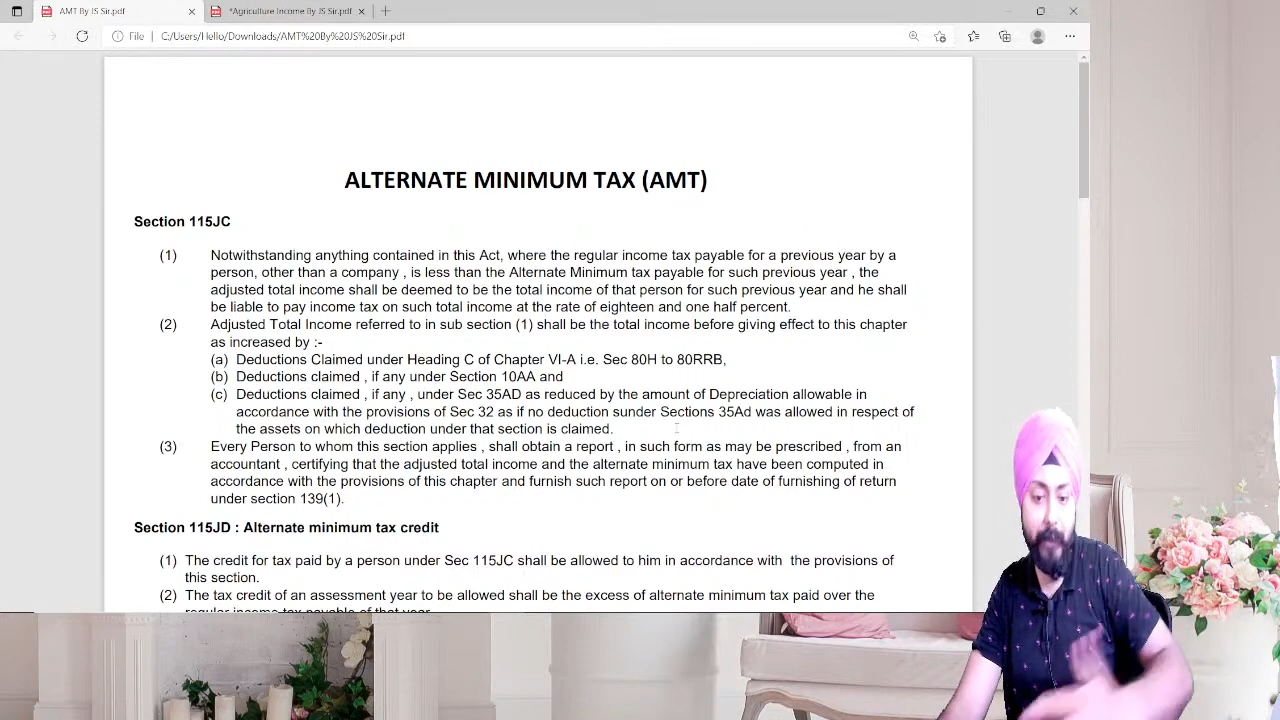 AMT By JS Sir.pdf
*Agriculture Income By JS Sir.pdf
File
C:/Users/Hello/Downloads/AMT%20By%20JS%20Sir.pdf
ALTERNATE MINIMUM TAX (AMT)
Section 115JC
(1) Notwithstanding anything contained in this Act, where the regular income tax payable for a previous year by a
person, other than a company , is less than the Alternate Minimum tax payable for such previous year , the
adjusted total income shall be deemed to be the total income of that person for such previous year and he shall
be liable to pay income tax on such total income at the rate of eighteen and one half percent.
(2) Adjusted Total Income referred to in sub section (1) shall be the total income before giving effect to this chapter
as increased by :-
(a) Deductions Claimed under Heading C of Chapter VI-A i.e. Sec 80H to 80RRB,
(b) Deductions claimed , if any under Section 10AA and
(c) Deductions claimed , if any , under Sec 35AD as reduced by the amount of Depreciation allowable in
accordance with the provisions of Sec 32 as if no deduction sunder Sections 35Ad was allowed in respect of
the assets on which deduction under that section is claimed.
(3) Every Person to whom this section applies , shall obtain a report , in such form as may be prescribed , from an
accountant , certifying that the adjusted total income and the alternate minimum tax have been computed in
accordance with the provisions of this chapter and furnish such report on or before date of furnishing of return
under section 139(1).
Section 115JD : Alternate minimum tax credit
(1) The credit for tax paid by a person under Sec 115JC shall be allowed to him in accordance with the provisions of
this section.
(2) The tax credit of an assessment year to be allowed shall be the excess of alternate minimum tax paid over the
regular income tax payable of that year